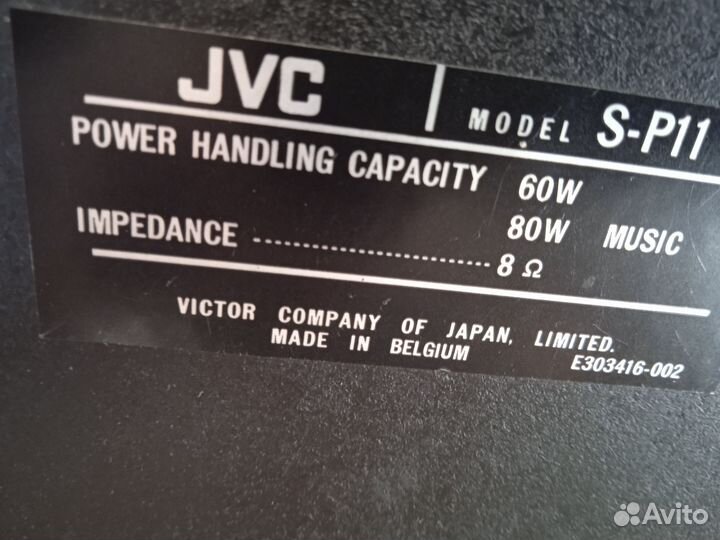 JVC MODEL S-P11
POWER HANDLING CAPACITY 60W
80W MUSIC
IMPEDANCE ........................... 8 Ω
VICTOR COMPANY OF JAPAN, LIMITED.
MADE IN BELGIUM E303416-002
Avito